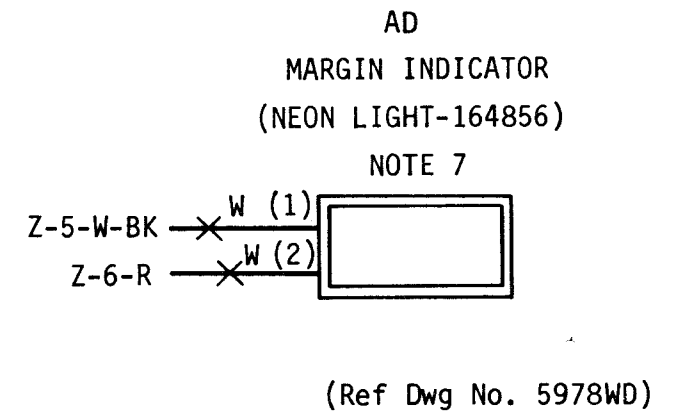 AD
MARGIN INDICATOR
(NEON LIGHT-164856)
NOTE 7
W (1)
Z-5-W-BK
W (2)
Z-6-R
(Ref Dwg No. 5978WD)